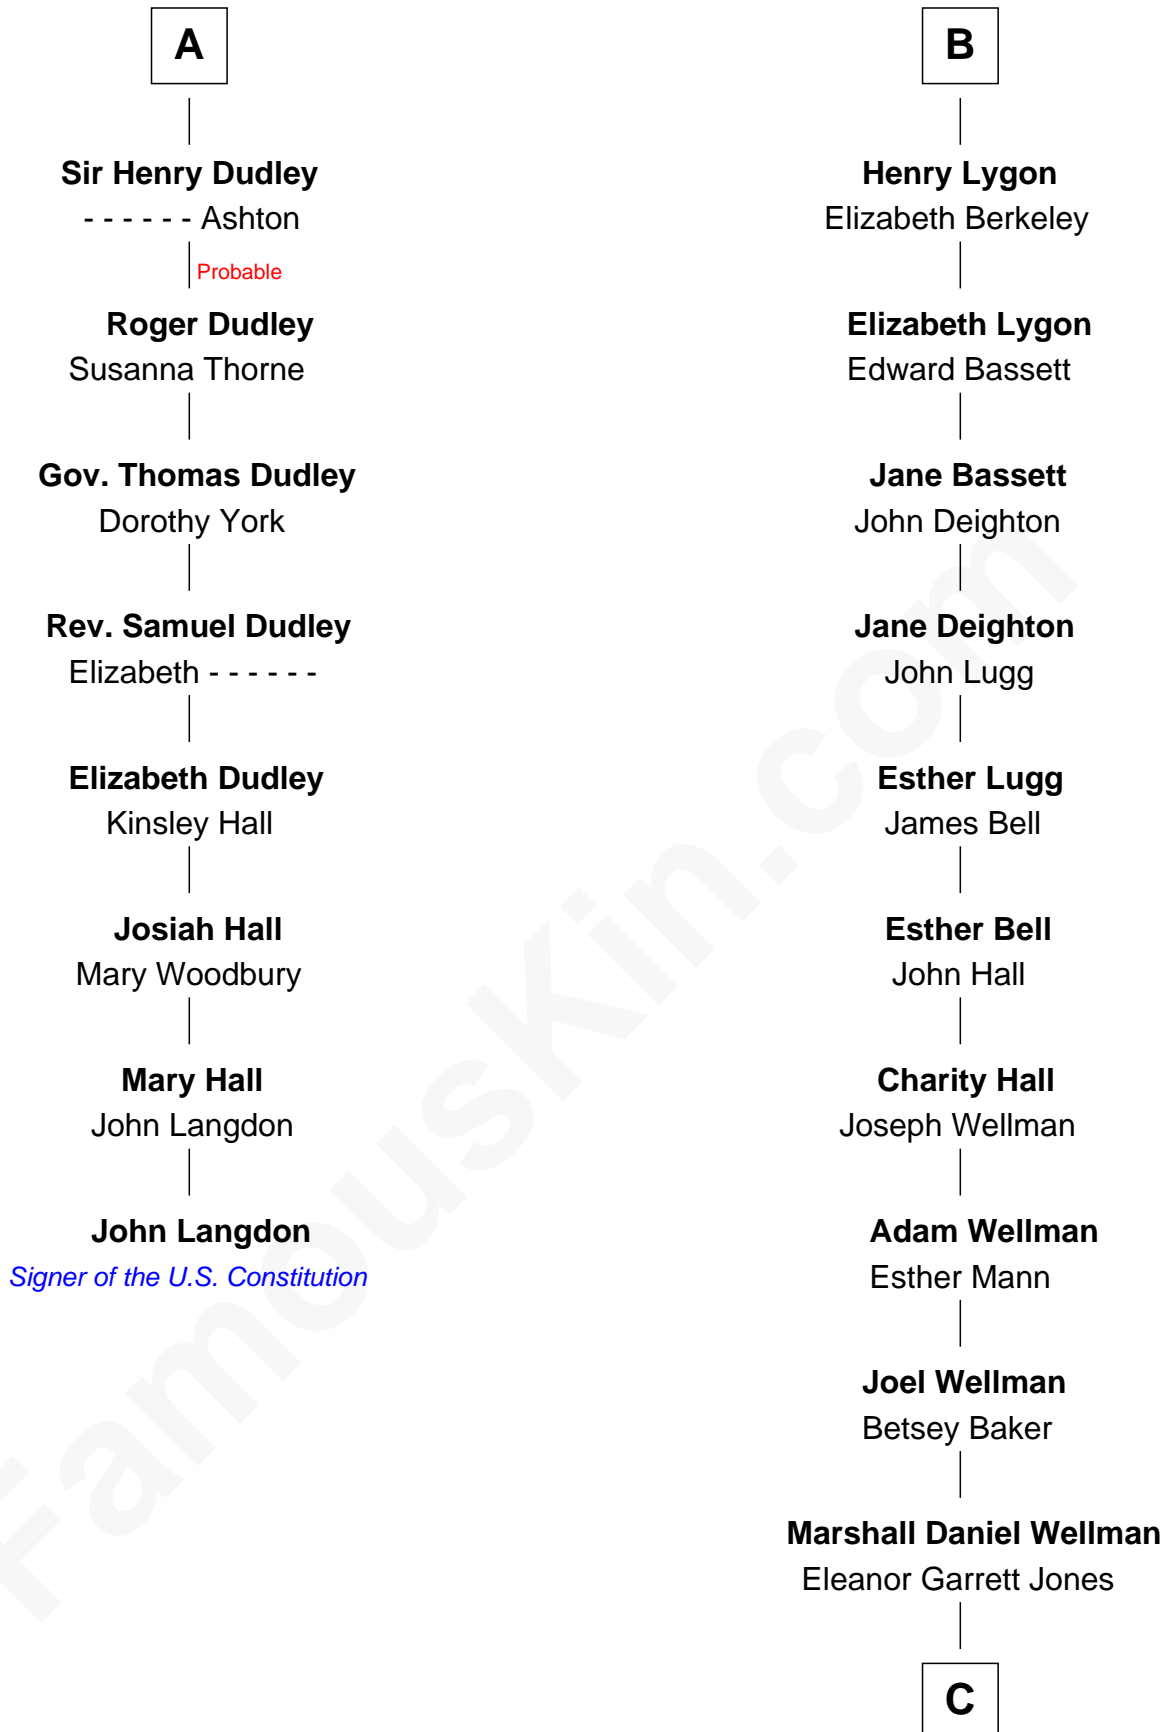 A
Sir Henry Dudley
- - - - - - Ashton
Probable
Roger Dudley
Susanna Thorne
Gov. Thomas Dudley
Dorothy York
Rev. Samuel Dudley
Elizabeth - - - - - -
Elizabeth Dudley
Kinsley Hall
Josiah Hall
Mary Woodbury
Mary Hall
John Langdon
John Langdon
Signer of the U.S. Constitution
B
Henry Lygon
Elizabeth Berkeley
Elizabeth Lygon
Edward Bassett
Jane Bassett
John Deighton
Jane Deighton
John Lugg
Esther Lugg
James Bell
Esther Bell
John Hall
Charity Hall
Joseph Wellman
Adam Wellman
Esther Mann
Joel Wellman
Betsey Baker
Marshall Daniel Wellman
Eleanor Garrett Jones
C
FamousKin.com